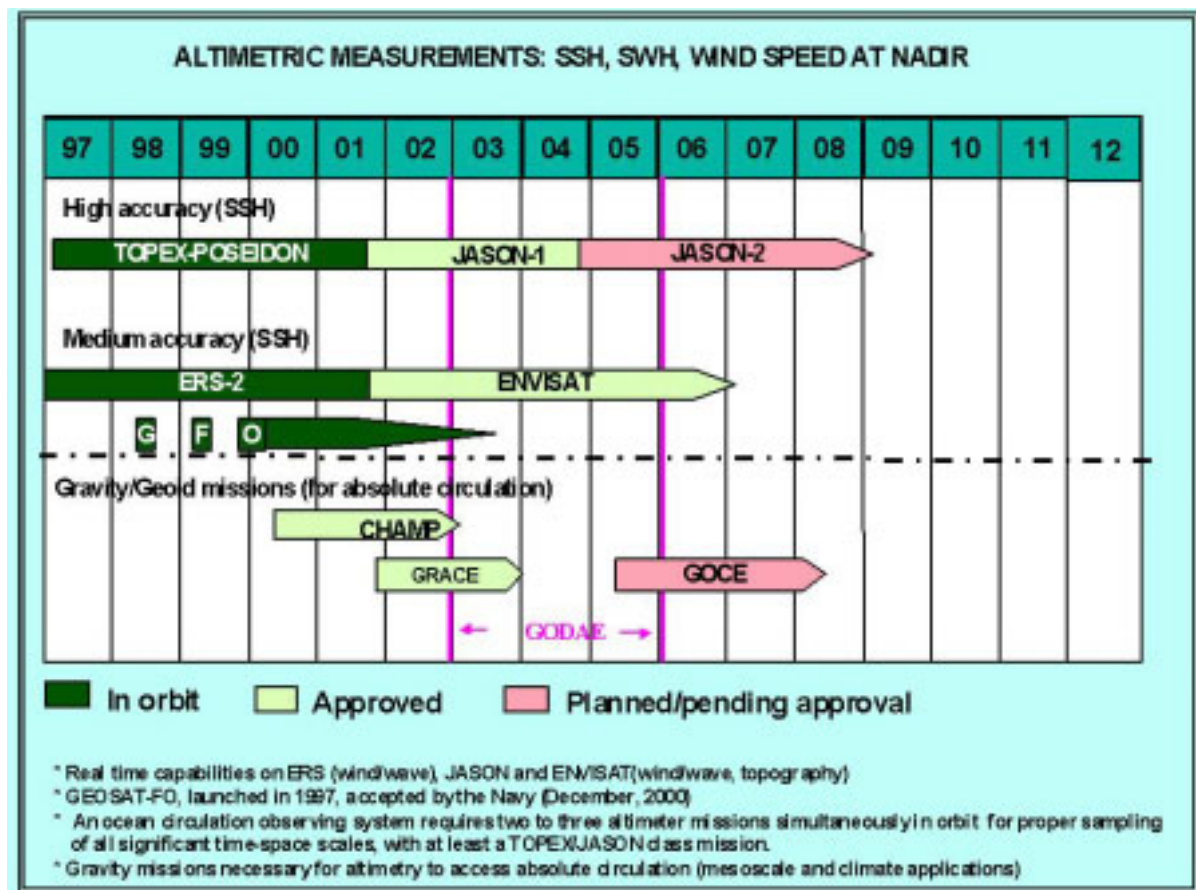 ALTIMETRIC MEASUREMENTS: SSH, SWH, WIND SPEED AT NADIR
97 98 99 00 01 02 03 04 05 06 07 08 09 10 11 12
High accuracy (SSH)
TOPEX-POSEIDON JASON-1 JASON-2
Medium accuracy (SSH)
ERS-2 ENVISAT
G F O
Gravity/Geoid missions (for absolute circulation)
CHAMP
GRACE GOCE
← GODAE →
In orbit Approved Planned/pending approval
* Real time capabilities on ERS (wind/wave), JASON and ENVISAT(wind/wave, topography)
* GEOSAT-FO, launched in 1997, accepted by the Navy (December, 2000)
* An ocean circulation observing system requires two to three altimeter missions simultaneously in orbit for proper sampling
of all significant time-space scales, with at least a TOPEX/JASON class mission.
* Gravity missions necessary for altimetry to access absolute circulation (mesoscale and climate applications)